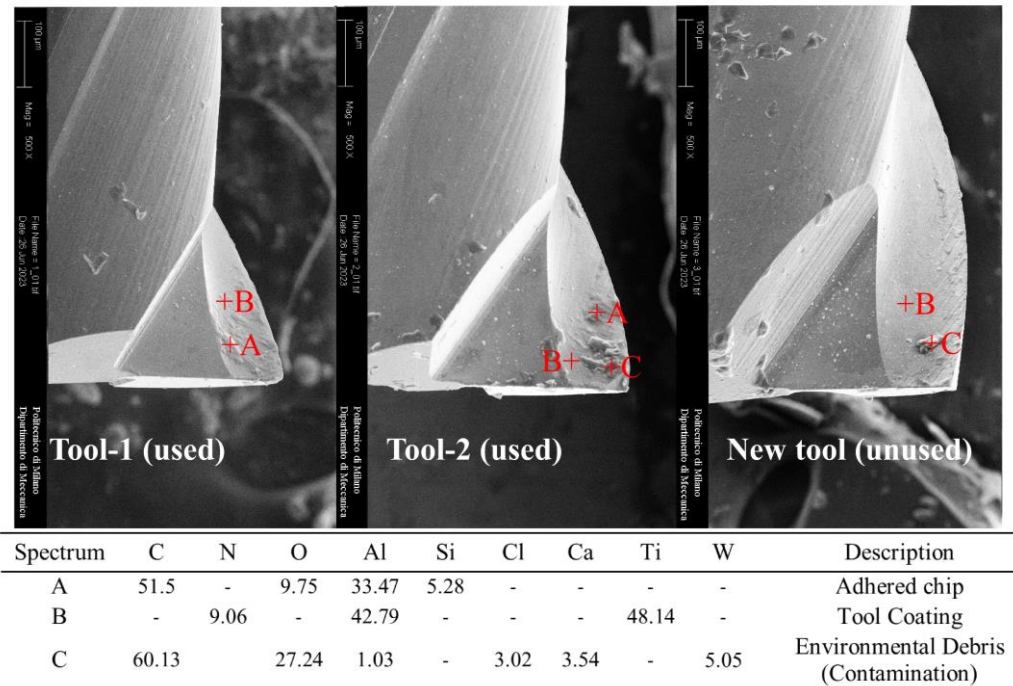 100 µm
Mag = 500 X
File Name = 1_01.tif
Date :26 Jun 2023
Politecnico di Milano
Dipartimento di Meccanica
+B
+A
Tool-1 (used)
100 µm
Mag = 500 X
File Name = 2_01.tif
Date :26 Jun 2023
Politecnico di Milano
Dipartimento di Meccanica
+A
B+
+C
Tool-2 (used)
100 µm
Mag = 500 X
File Name = 3_01.tif
Date :26 Jun 2023
Politecnico di Milano
Dipartimento di Meccanica
+B
+C
New tool (unused)
Spectrum C N O Al Si Cl Ca Ti W Description
A 51.5 - 9.75 33.47 5.28 - - - - Adhered chip
B - 9.06 - 42.79 - - - 48.14 - Tool Coating
C 60.13 27.24 1.03 - 3.02 3.54 - 5.05 Environmental Debris
(Contamination)